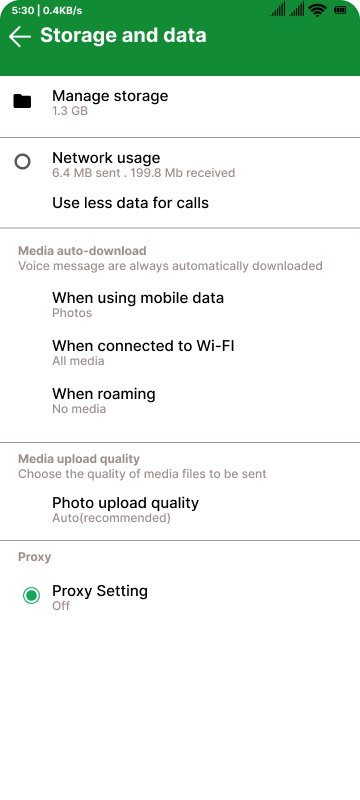 5:30 | 0.4KB/s
Storage and data
Manage storage
1.3 GB
Network usage
6.4 MB sent . 199.8 Mb received
Use less data for calls
Media auto-download
Voice message are always automatically downloaded
When using mobile data
Photos
When connected to Wi-FI
All media
When roaming
No media
Media upload quality
Choose the quality of media files to be sent
Photo upload quality
Auto(recommended)
Proxy
Proxy Setting
Off